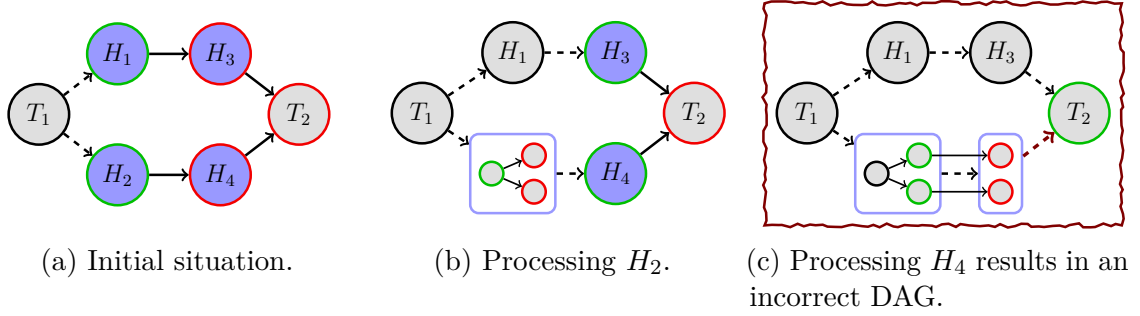 H₁ H₃
T₁ T₂
H₂ H₄
(a) Initial situation.
H₁ H₃
T₁ T₂
H₄
(b) Processing H₂.
H₁ H₃
T₁ T₂
(c) Processing H₄ results in an
incorrect DAG.